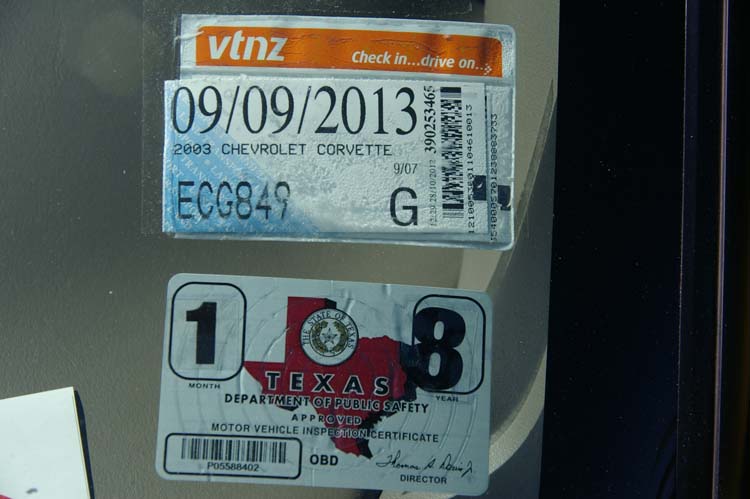 vtnz
Check in...drive on...
09/09/2013
2003 CHEVROLET CORVETTE
9/07
ECG849
G
390253465
1 8
THE STATE OF TEXAS
MONTH YEAR
TEXAS
DEPARTMENT OF PUBLIC SAFETY
APPROVED
MOTOR VEHICLE INSPECTION CERTIFICATE
P05588402
OBD
DIRECTOR